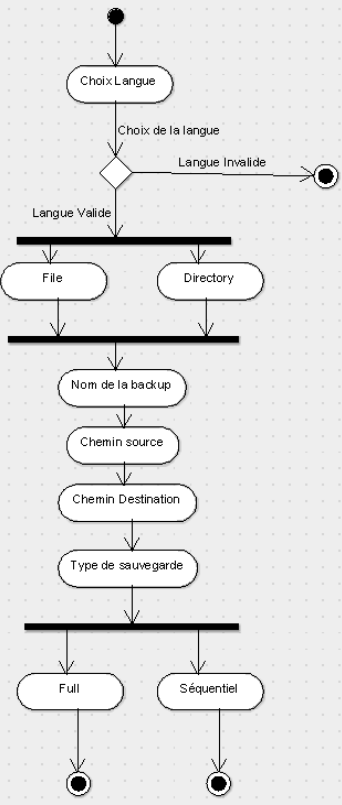 Choix Langue
Choix de la langue
Langue Invalide
Langue Valide
File
Directory
Nom de la backup
Chemin source
Chemin Destination
Type de sauvegarde
Full
Séquentiel